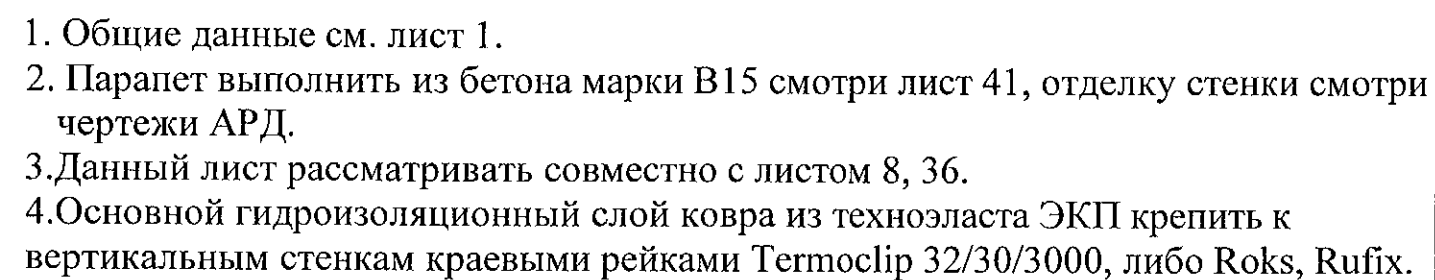 1. Общие данные см. лист 1.
2. Парапет выполнить из бетона марки В15 смотри лист 41, отделку стенки смотри
чертежи АРД.
3.Данный лист рассматривать совместно с листом 8, 36.
4.Основной гидроизоляционный слой ковра из техноэласта ЭКП крепить к
вертикальным стенкам краевыми рейками Termoclip 32/30/3000, либо Roks, Rufix.